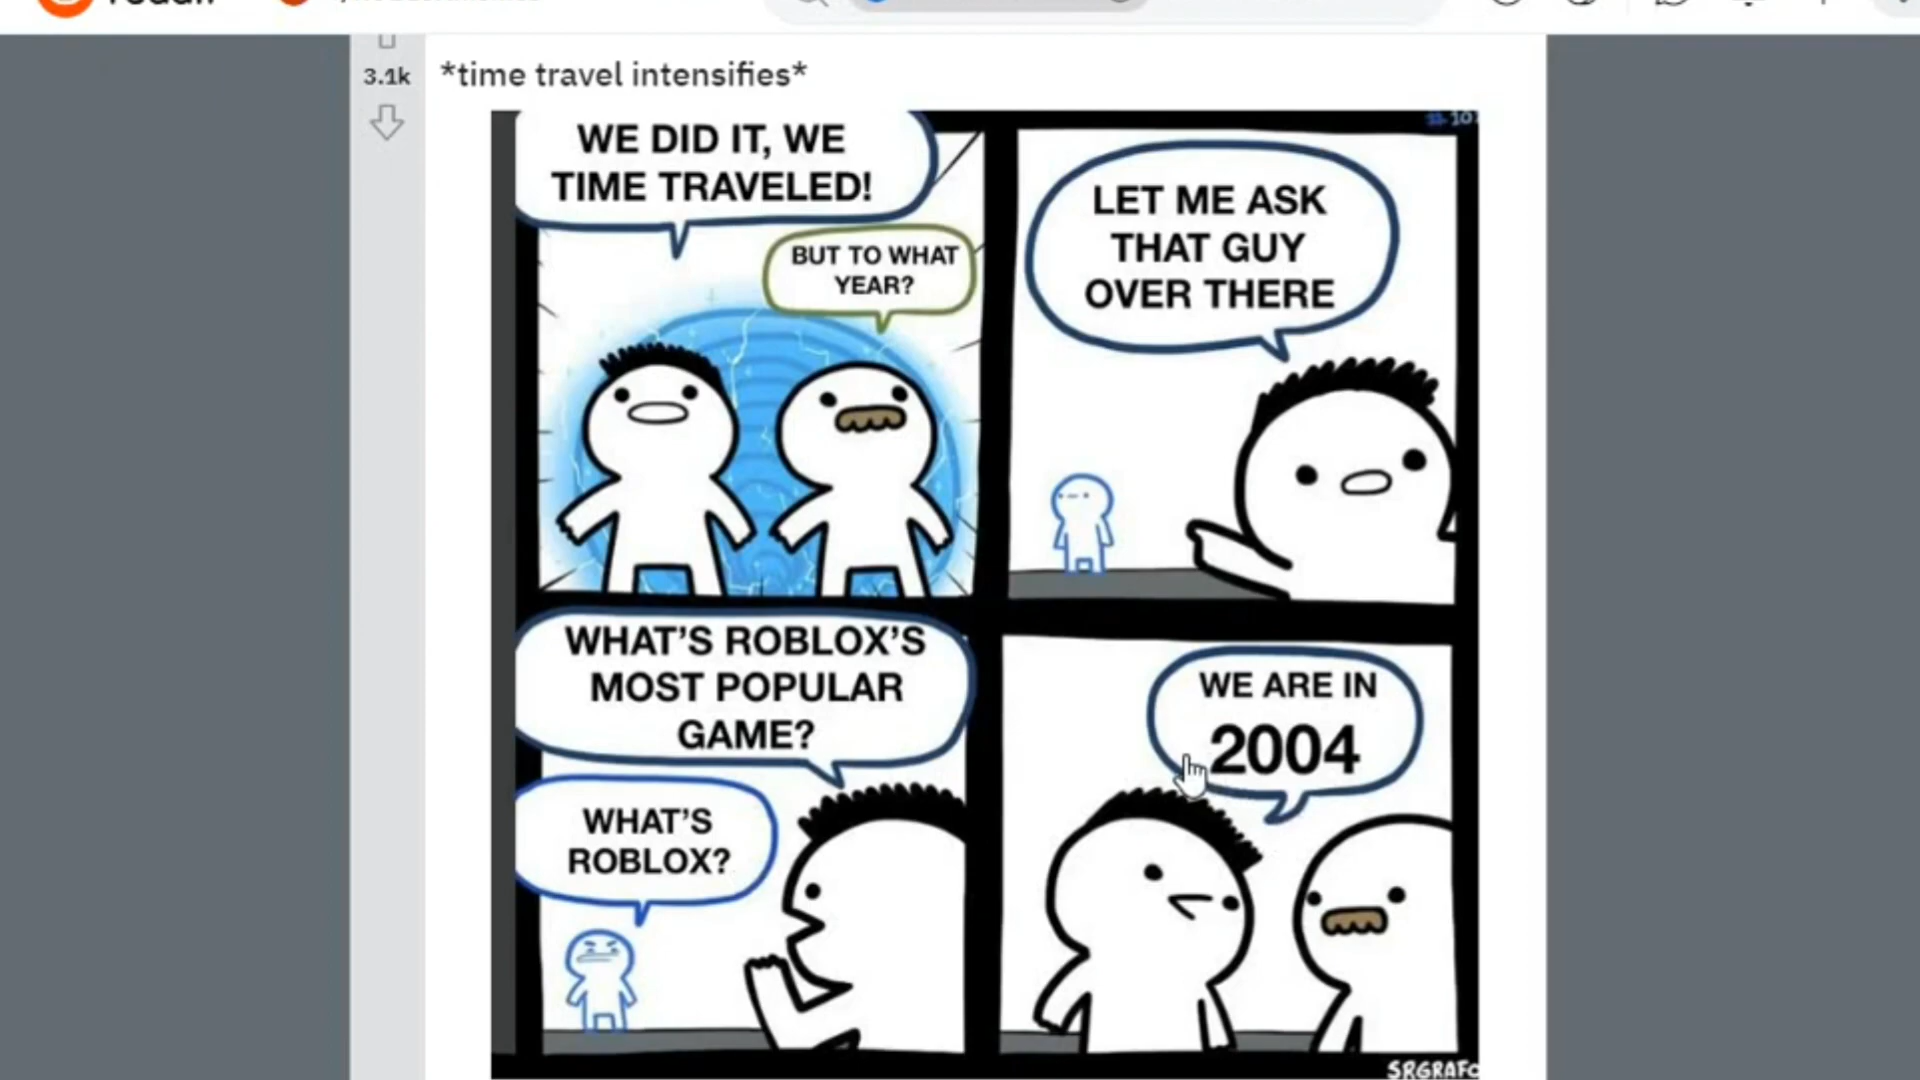 3.1k
*time travel intensifies*
WE DID IT, WE
TIME TRAVELED!
BUT TO WHAT
YEAR?
LET ME ASK
THAT GUY
OVER THERE
WHAT'S ROBLOX'S
MOST POPULAR
GAME?
WHAT'S
ROBLOX?
WE ARE IN
2004
SRGRAFO